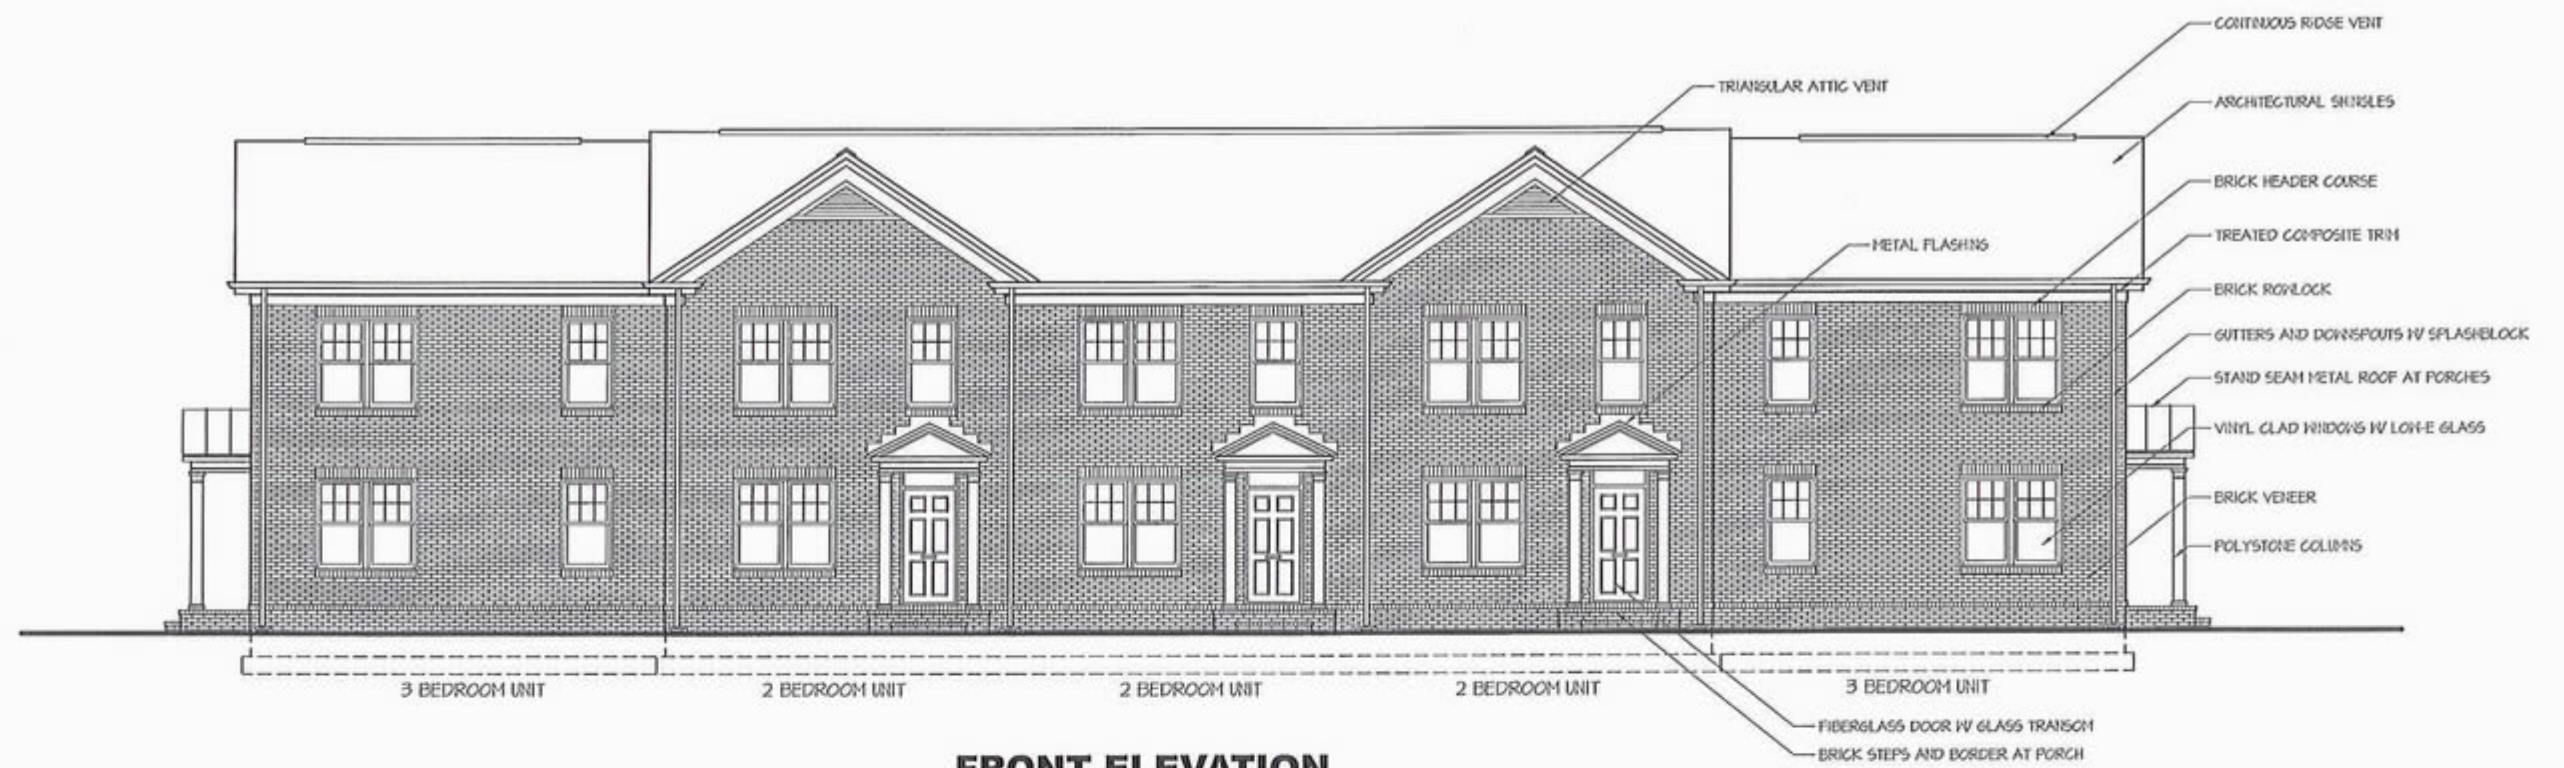 CONTINUOUS RIDGE VENT
TRIANGULAR ATTIC VENT
ARCHITECTURAL SHINGLES
BRICK HEADER COURSE
TREATED COMPOSITE TRIM
METAL FLASHING
BRICK ROWLOCK
GUTTERS AND DOWNSPOUTS W/ SPLASHBLOCK
STAND SEAM METAL ROOF AT PORCHES
VINYL CLAD WINDOWS W/ LOW-E GLASS
BRICK VENEER
POLYSTONE COLUMNS
3 BEDROOM UNIT
2 BEDROOM UNIT
2 BEDROOM UNIT
2 BEDROOM UNIT
3 BEDROOM UNIT
FIBERGLASS DOOR W/ GLASS TRANSOM
BRICK STEPS AND BORDER AT PORCH
FRONT ELEVATION